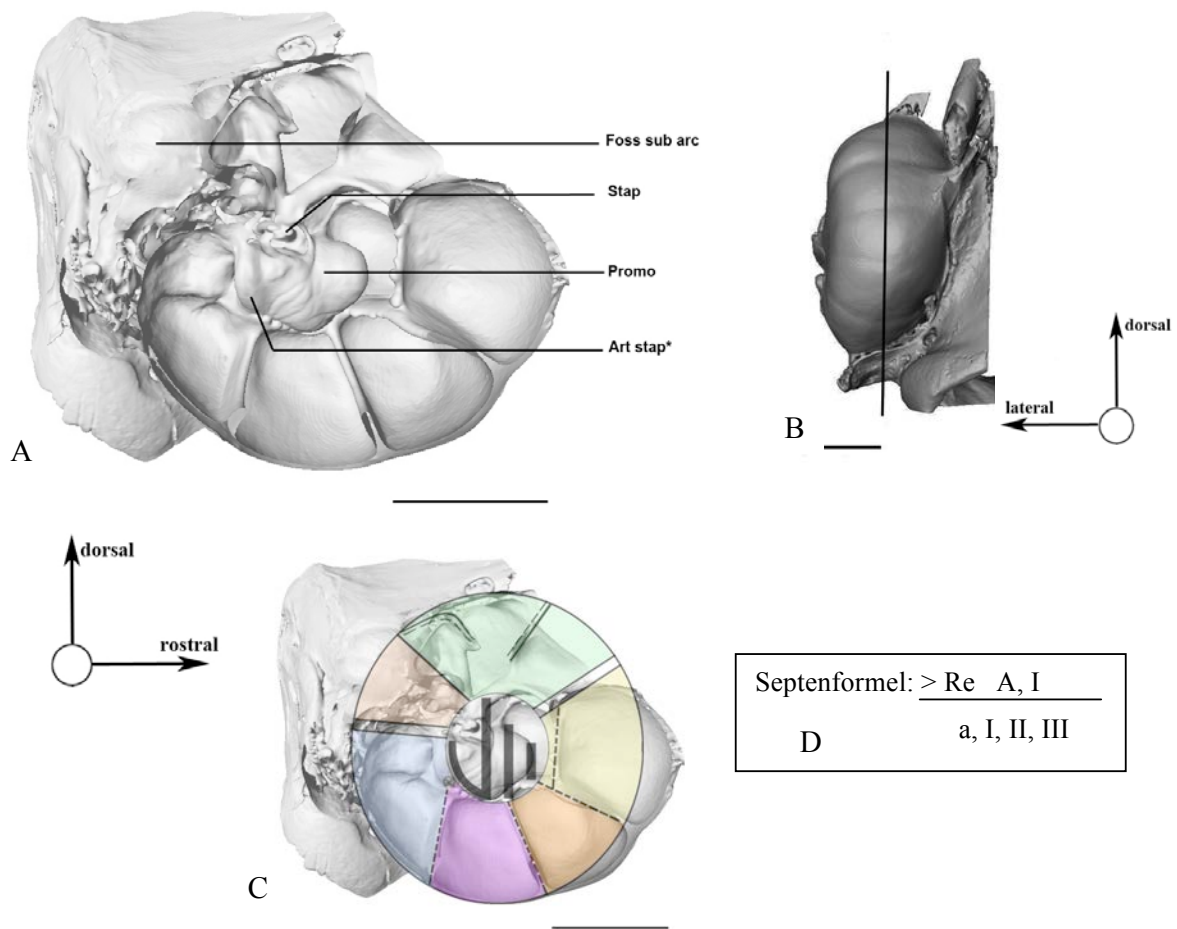 Foss sub arc
Stap
Promo
Art stap*
A
dorsal
lateral
B
dorsal
rostral
C
Septenformel: > Re A, I
a, I, II, III
D